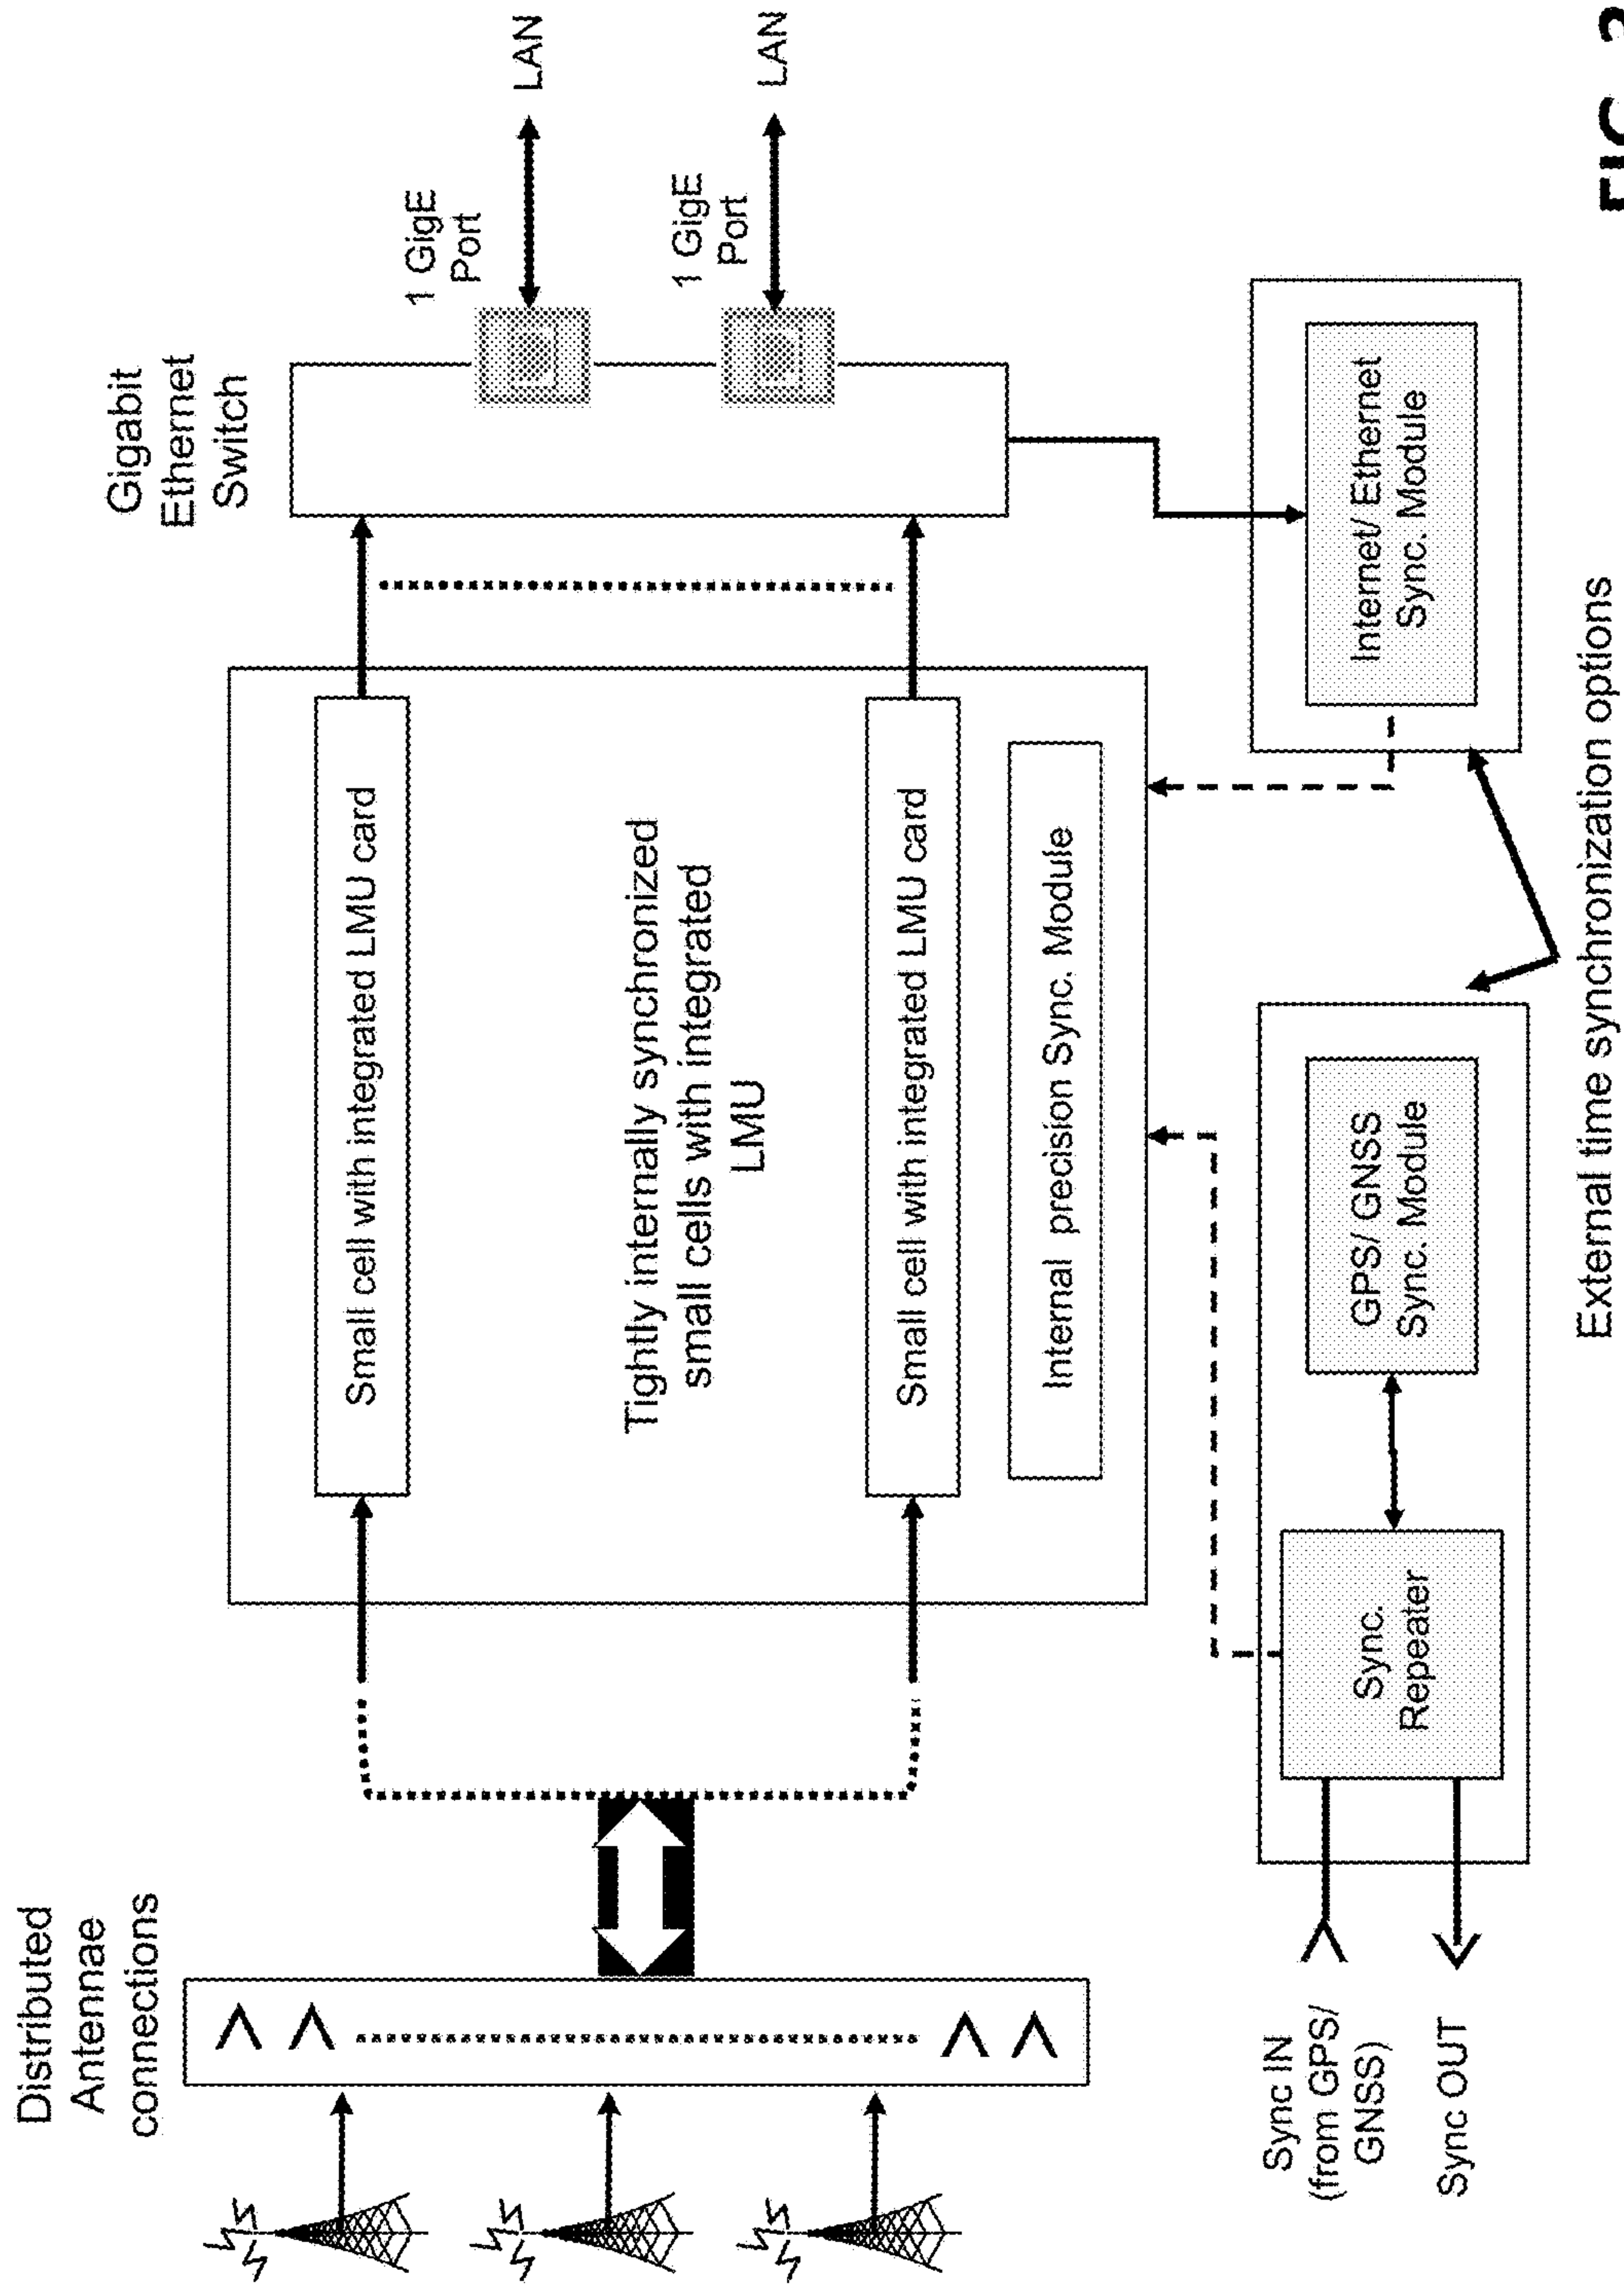 Distributed
Antennae
connections
Gigabit
Ethernet
Switch
1 GigE
Port
LAN
1 GigE
Port
LAN
Small cell with integrated LMU card
Tightly internally synchronized
small cells with integrated
LMU
Small cell with integrated LMU card
Internal precision Sync. Module
Sync IN
(from GPS/
GNSS)
Sync OUT
Sync.
Repeater
GPS/ GNSS
Sync. Module
Internet/ Ethernet
Sync. Module
External time synchronization options
FIG.